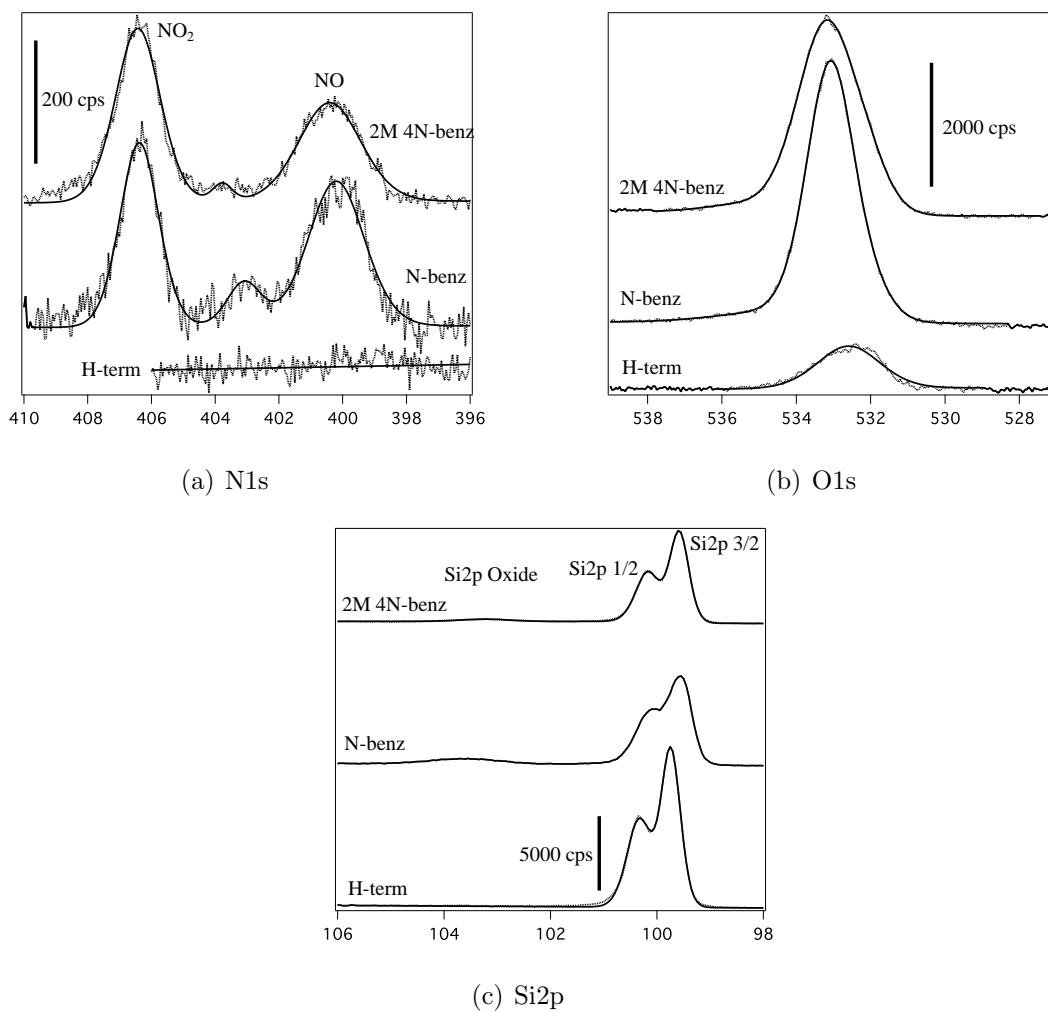 NO2
NO
200 cps
2M 4N-benz
N-benz
H-term
410 408 406 404 402 400 398 396
(a) N1s
2000 cps
2M 4N-benz
N-benz
H-term
538 536 534 532 530 528
(b) O1s
Si2p 3/2
Si2p Oxide
Si2p 1/2
2M 4N-benz
N-benz
5000 cps
H-term
106 104 102 100 98
(c) Si2p